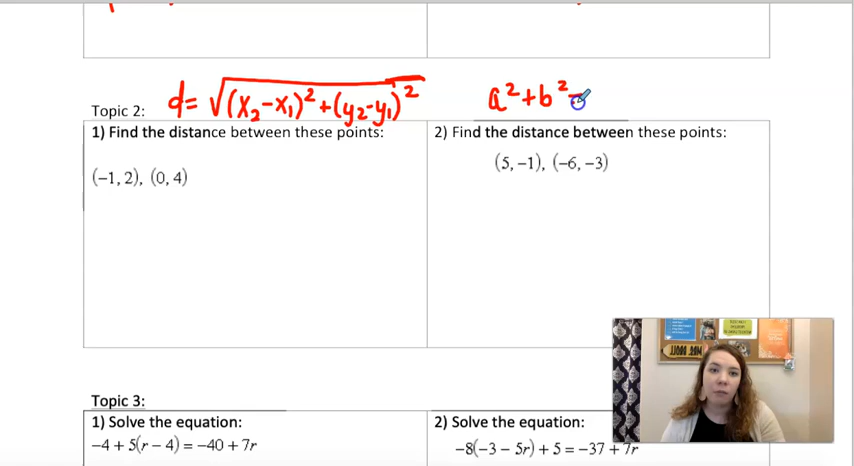 Topic 2: d= √(x₂-x₁)²+(y₂-y₁)² a²+b²=
1) Find the distance between these points:
(−1, 2), (0, 4)
2) Find the distance between these points:
(5, −1), (−6, −3)
Topic 3:
1) Solve the equation:
−4 + 5(r − 4) = −40 + 7r
2) Solve the equation:
−8(−3 − 5r) + 5 = −37 + 7r